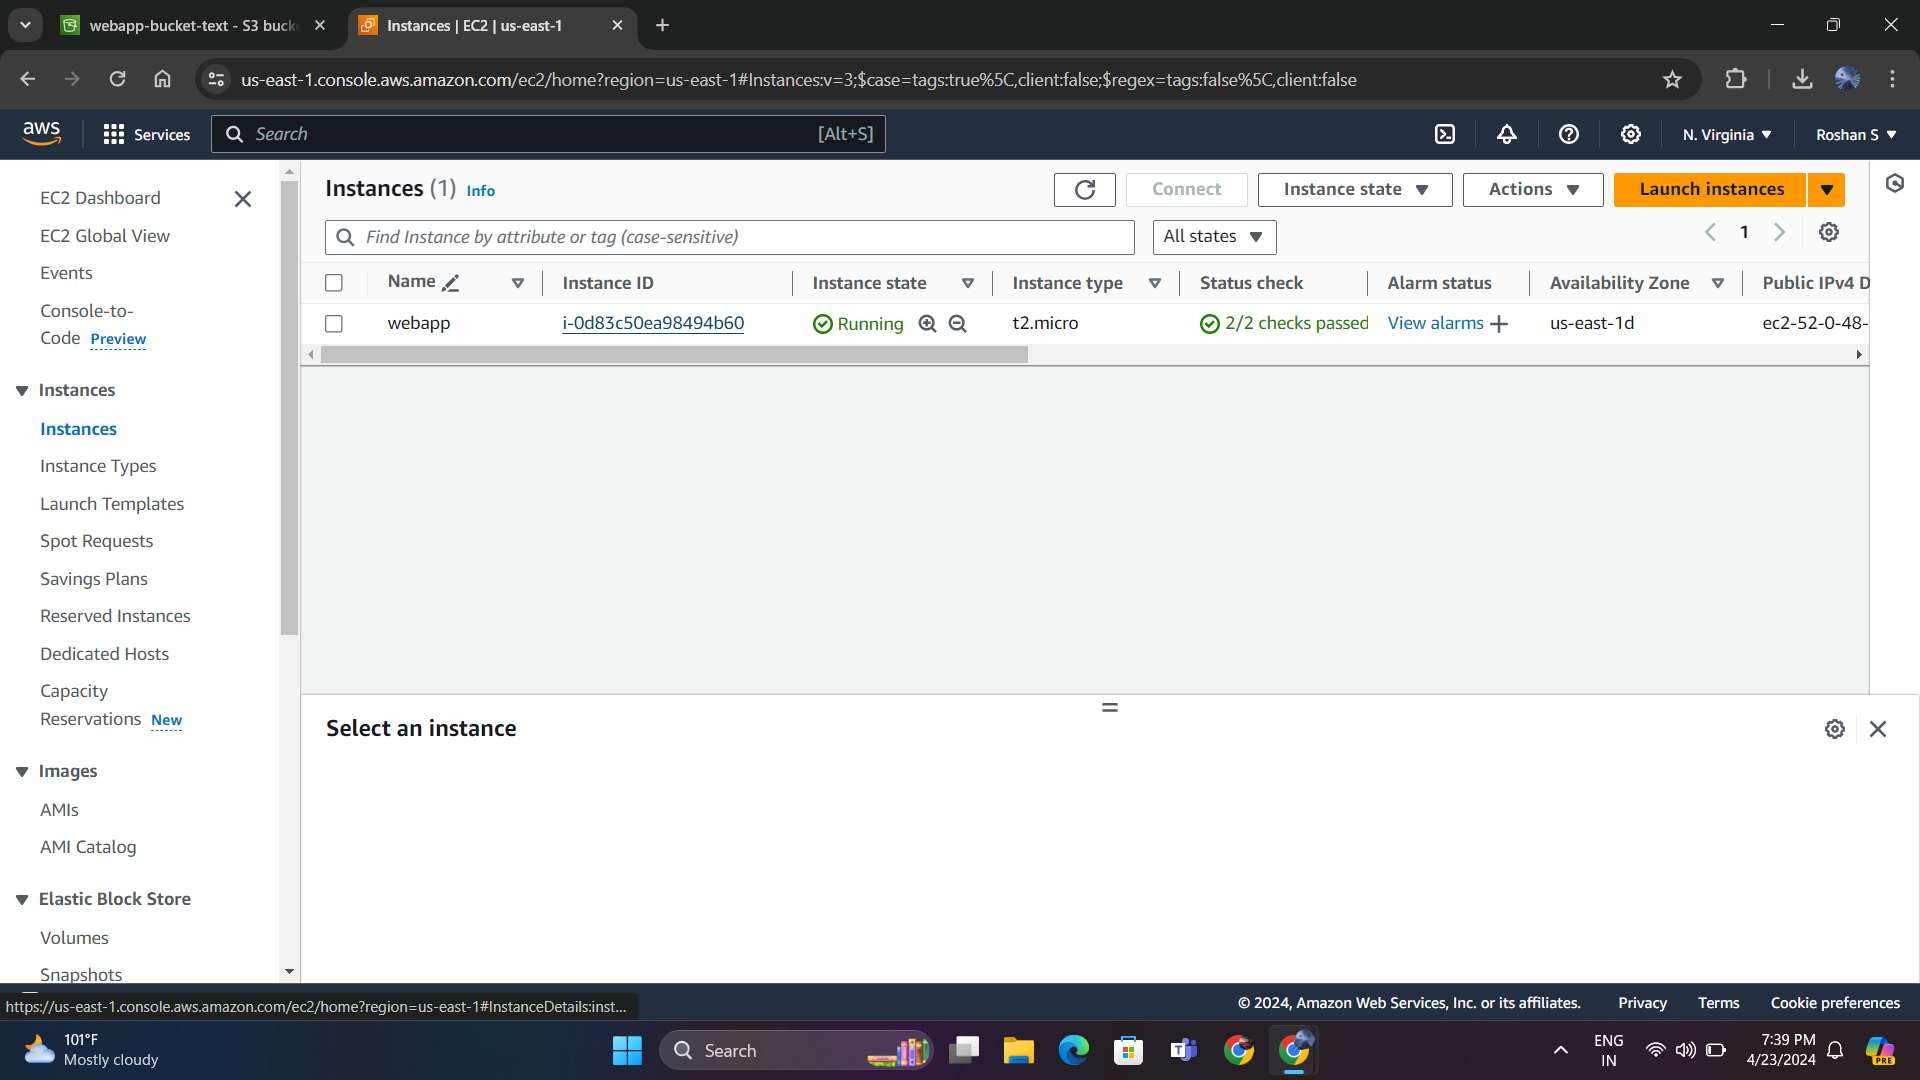 webapp-bucket-text - S3 buck
Instances | EC2 | us-east-1
us-east-1.console.aws.amazon.com/ec2/home?region=us-east-1#Instances:v=3;$case=tags:true%5C,client:false;$regex=tags:false%5C,client:false
aws
Services
Search
[Alt+S]
N. Virginia
Roshan S
EC2 Dashboard
EC2 Global View
Events
Console-to-
Code Preview
Instances
Instances
Instance Types
Launch Templates
Spot Requests
Savings Plans
Reserved Instances
Dedicated Hosts
Capacity
Reservations New
Images
AMIs
AMI Catalog
Elastic Block Store
Volumes
Snapshots
Instances (1) Info
Connect
Instance state
Actions
Launch instances
Find Instance by attribute or tag (case-sensitive)
All states
1
Name Instance ID Instance state Instance type Status check Alarm status Availability Zone Public IPv4 D
webapp i-0d83c50ea98494b60 Running t2.micro 2/2 checks passed View alarms us-east-1d ec2-52-0-48-
Select an instance
https://us-east-1.console.aws.amazon.com/ec2/home?region=us-east-1#InstanceDetails:inst...
© 2024, Amazon Web Services, Inc. or its affiliates.
Privacy
Terms
Cookie preferences
101°F
Mostly cloudy
Search
ENG
IN
7:39 PM
4/23/2024
PRE